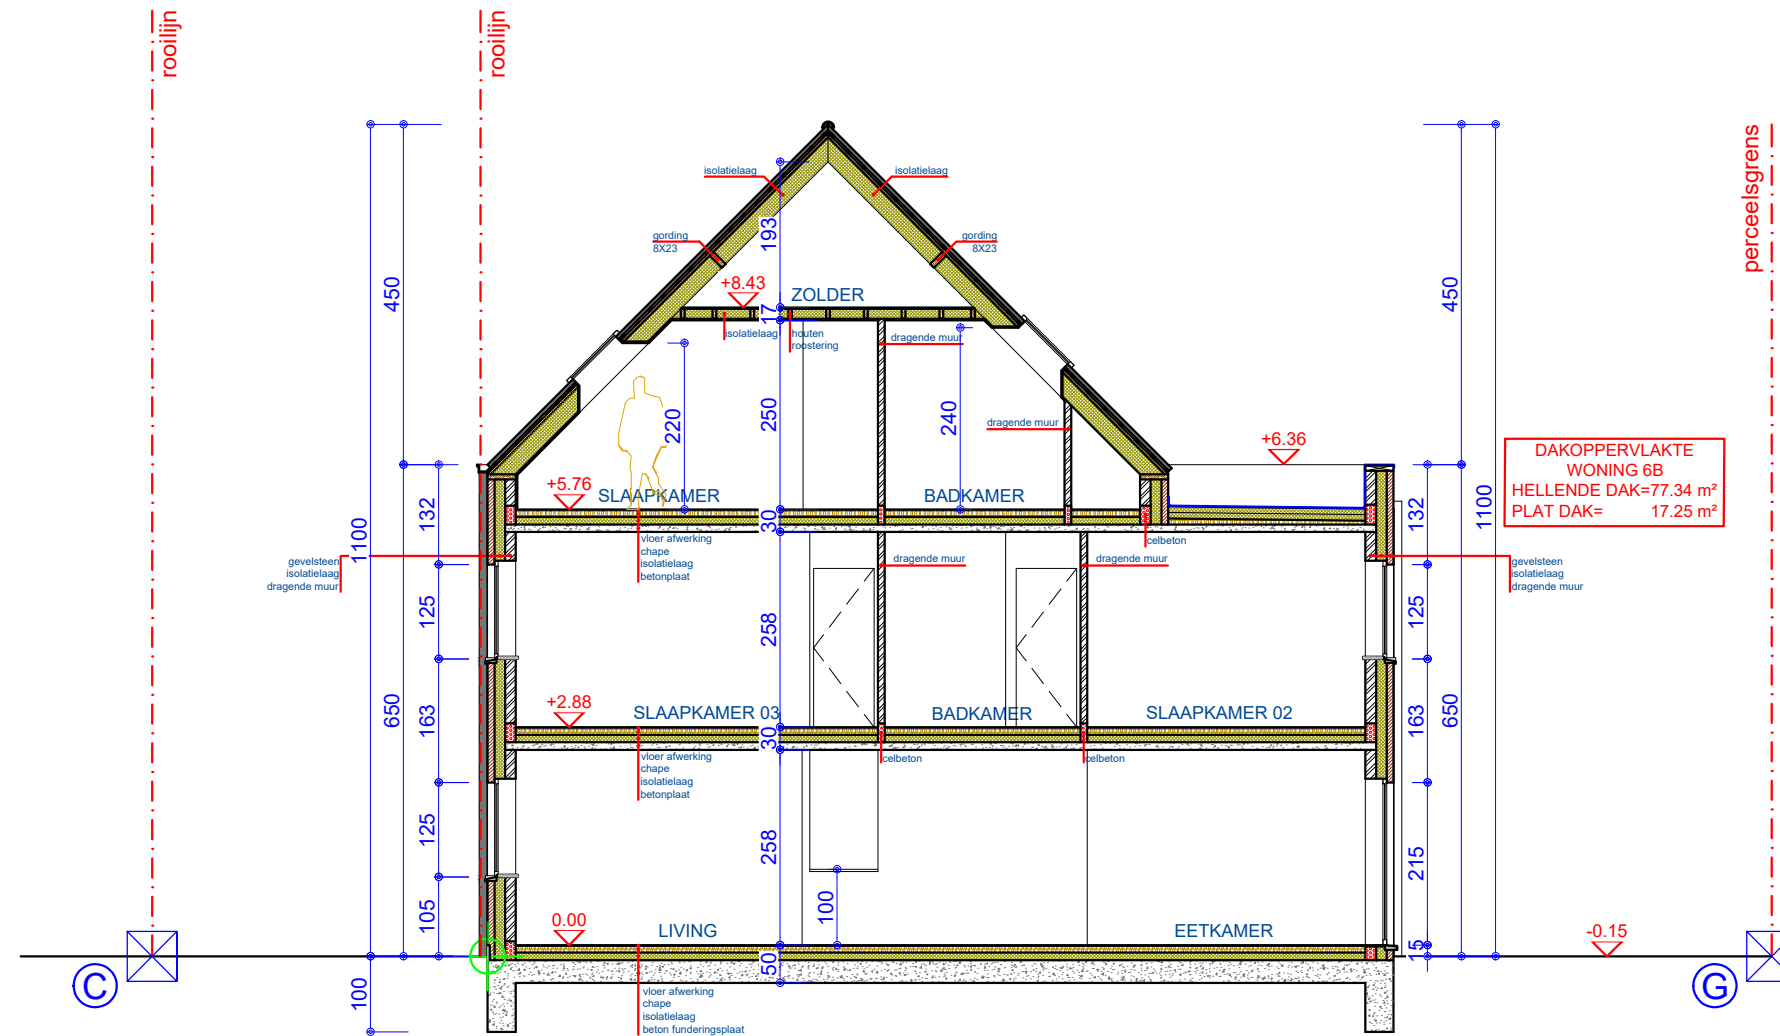 rooilijn
rooilijn
perceelsgrens
isolatielaag
isolatielaag
193
gording
8X23
gording
8X23
450
450
+8.43
ZOLDER
17
isolatielaag
houten
roostering
dragende muur
220
250
240
dragende muur
+6.36
DAKOPPERVLAKTE
WONING 6B
HELLENDE DAK=77.34 m²
PLAT DAK= 17.25 m²
+5.76
SLAAPKAMER
BADKAMER
132
30
132
1100
1100
vloer afwerking
chape
isolatielaag
betonplaat
celbeton
gevelsteen
isolatielaag
dragende muur
dragende muur
dragende muur
gevelsteen
isolatielaag
dragende muur
125
258
125
+2.88
SLAAPKAMER 03
BADKAMER
SLAAPKAMER 02
650
163
30
163
650
vloer afwerking
chape
isolatielaag
betonplaat
celbeton
celbeton
125
258
215
105
100
0.00
LIVING
EETKAMER
-0.15
15
50
C
G
100
vloer afwerking
chape
isolatielaag
beton funderingsplaat